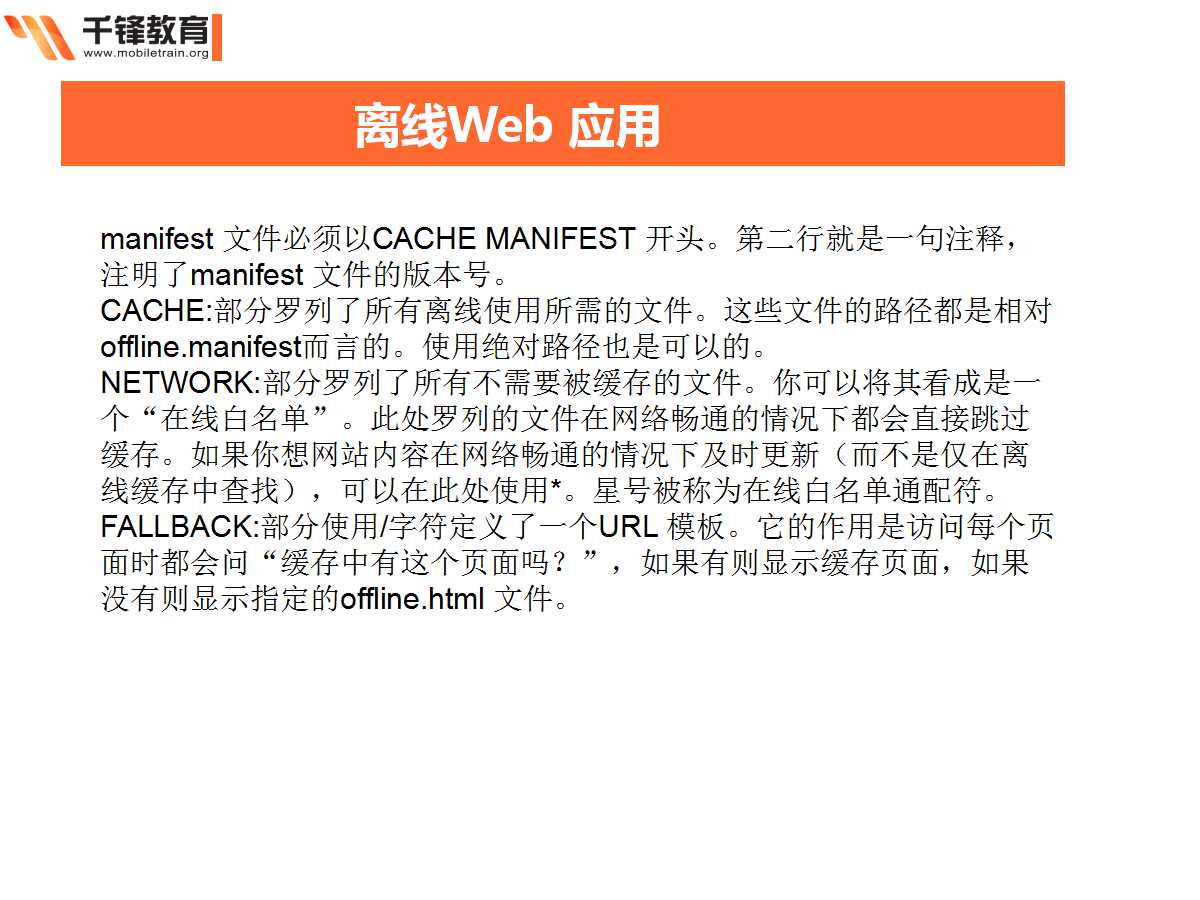 千锋教育
www.mobiletrain.org
离线Web 应用
manifest 文件必须以CACHE MANIFEST 开头。第二行就是一句注释，
注明了manifest 文件的版本号。
CACHE:部分罗列了所有离线使用所需的文件。这些文件的路径都是相对
offline.manifest而言的。使用绝对路径也是可以的。
NETWORK:部分罗列了所有不需要被缓存的文件。你可以将其看成是一
个“在线白名单”。此处罗列的文件在网络畅通的情况下都会直接跳过
缓存。如果你想网站内容在网络畅通的情况下及时更新（而不是仅在离
线缓存中查找），可以在此处使用*。星号被称为在线白名单通配符。
FALLBACK:部分使用/字符定义了一个URL 模板。它的作用是访问每个页
面时都会问“缓存中有这个页面吗？”，如果有则显示缓存页面，如果
没有则显示指定的offline.html 文件。